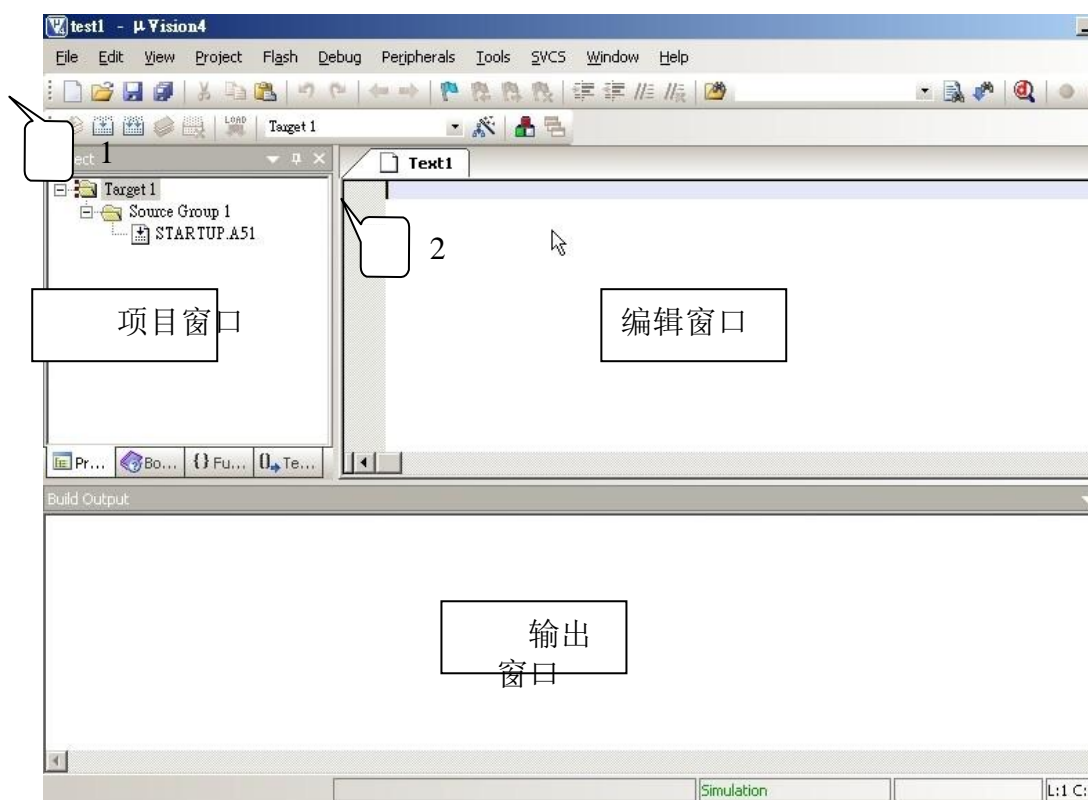 test1 - µVision4
File Edit View Project Flash Debug Peripherals Tools SVCS Window Help
LOAD Target 1
1
Text1
Target 1
Source Group 1
STARTUP.A51
2
项目窗口
编辑窗口
Pr... Bo... {} Fu... Te...
Build Output
输出
窗口
Simulation
L:1 C: